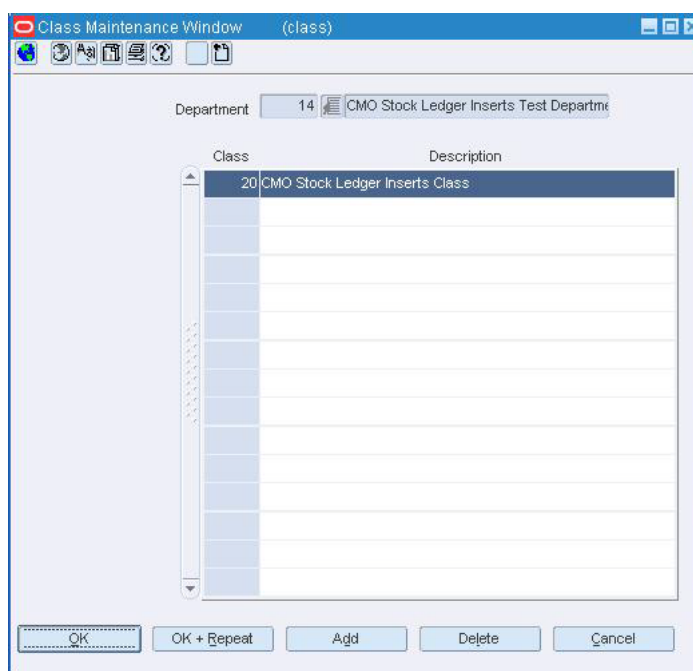 Class Maintenance Window (class)
Department 14 CMO Stock Ledger Inserts Test Departme
Class Description
20 CMO Stock Ledger Inserts Class
OK OK + Repeat Add Delete Cancel